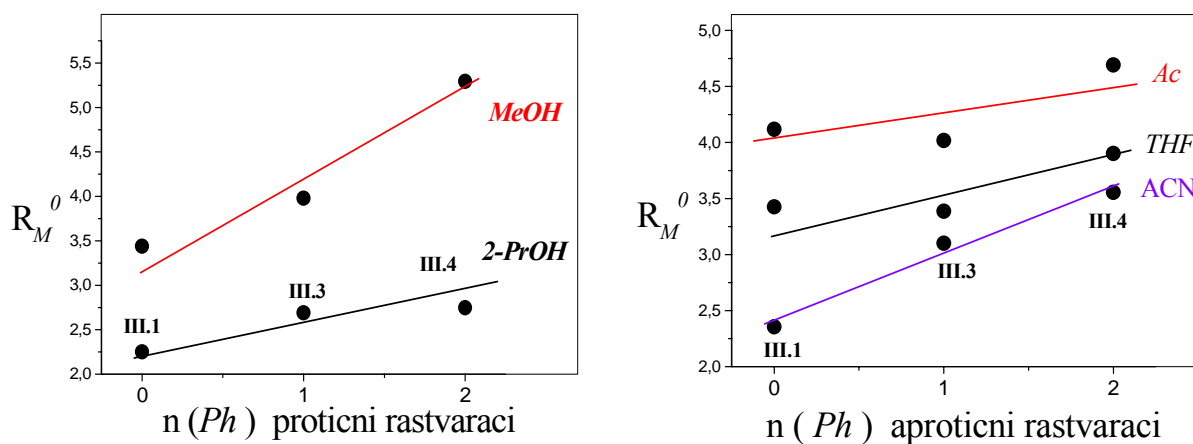 5,5
5,0
4,5
4,0
3,5
3,0
2,5
2,0
R_M^0
MeOH
2-PrOH
III.1
III.3
III.4
0 1 2
n (Ph) proticni rastvaraci
5,0
4,5
4,0
3,5
3,0
2,5
2,0
R_M^0
Ac
THF
ACN
III.4
III.3
III.1
0 1 2
n ( Ph ) aproticni rastvaraci